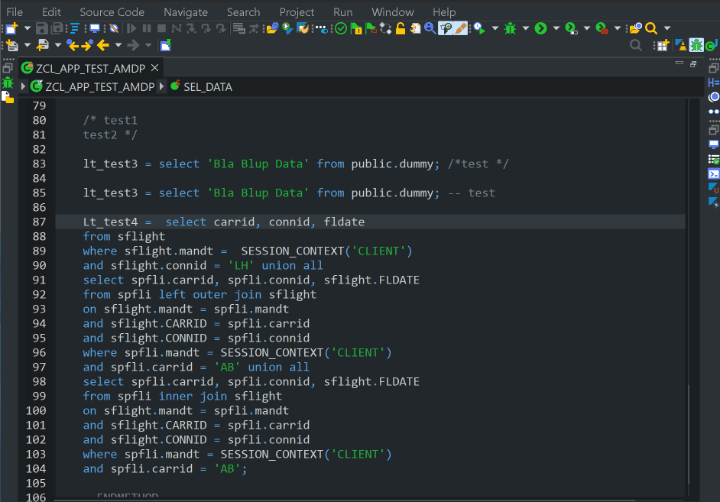 File Edit Source Code Navigate Search Project Run Window Help
ZCL_APP_TEST_AMDP
ZCL_APP_TEST_AMDP SEL_DATA
79
80 /* test1
81 test2 */
82
83 lt_test3 = select 'Bla Blup Data' from public.dummy; /*test */
84
85 lt_test3 = select 'Bla Blup Data' from public.dummy; -- test
86
87 Lt_test4 =  select carrid, connid, fldate
88 from sflight
89 where sflight.mandt =  SESSION_CONTEXT('CLIENT')
90 and sflight.connid = 'LH' union all
91 select spfli.carrid, spfli.connid, sflight.FLDATE
92 from spfli left outer join sflight
93 on sflight.mandt = spfli.mandt
94 and sflight.CARRID = spfli.carrid
95 and sflight.CONNID = spfli.connid
96 where spfli.mandt = SESSION_CONTEXT('CLIENT')
97 and spfli.carrid = 'AB' union all
98 select spfli.carrid, spfli.connid, sflight.FLDATE
99 from spfli inner join sflight
100 on sflight.mandt = spfli.mandt
101 and sflight.CARRID = spfli.carrid
102 and sflight.CONNID = spfli.connid
103 where spfli.mandt = SESSION_CONTEXT('CLIENT')
104 and spfli.carrid = 'AB';
105
106 ENDMETHOD